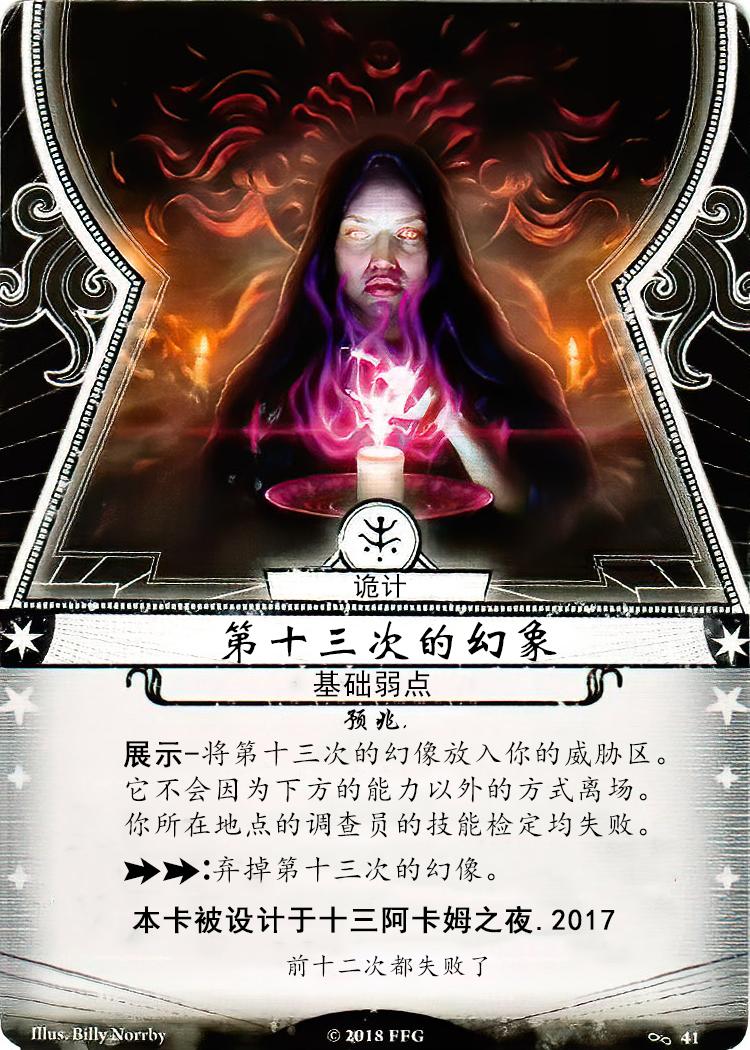 诡计
第十三次的幻象
基础弱点
预兆.
展示-将第十三次的幻像放入你的威胁区。
它不会因为下方的能力以外的方式离场。
你所在地点的调查员的技能检定均失败。
:弃掉第十三次的幻像。
本卡被设计于十三阿卡姆之夜.2017
前十二次都失败了
Illus. Billy Norrby
© 2018 FFG
41